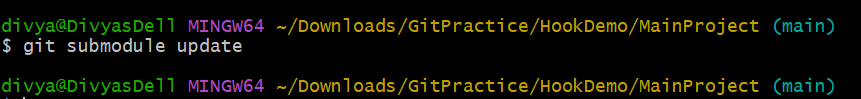 divya@DivyasDell MINGW64 ~/Downloads/GitPractice/HookDemo/MainProject (main)
$ git submodule update
divya@DivyasDell MINGW64 ~/Downloads/GitPractice/HookDemo/MainProject (main)